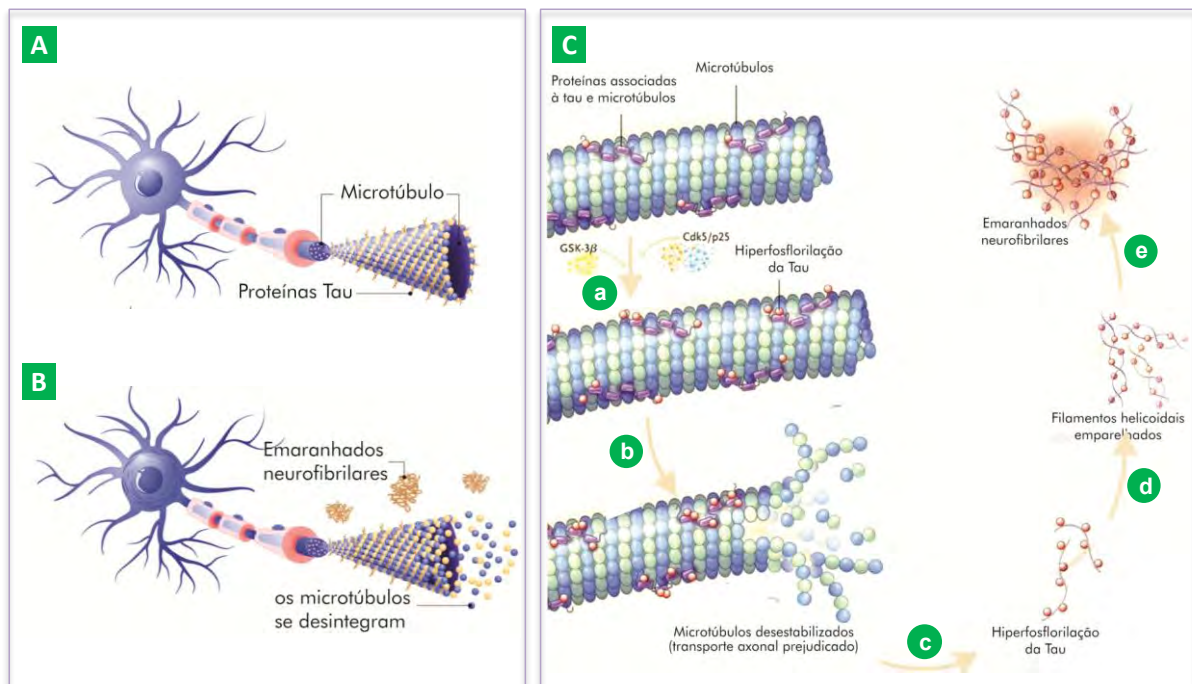 A
Microtúbulo
Proteínas Tau
B
Emaranhados
neurofibrilares
os microtúbulos
se desintegram
C
Proteínas associadas
à tau e microtúbulos
Microtúbulos
GSK-3β
Cdk5/p25
Hiperfosflorilação
da Tau
a
b
Microtúbulos desestabilizados
(transporte axonal prejudicado)
c
Hiperfosflorilação
da Tau
d
Filamentos helicoidais
emparelhados
e
Emaranhados
neurofibrilares